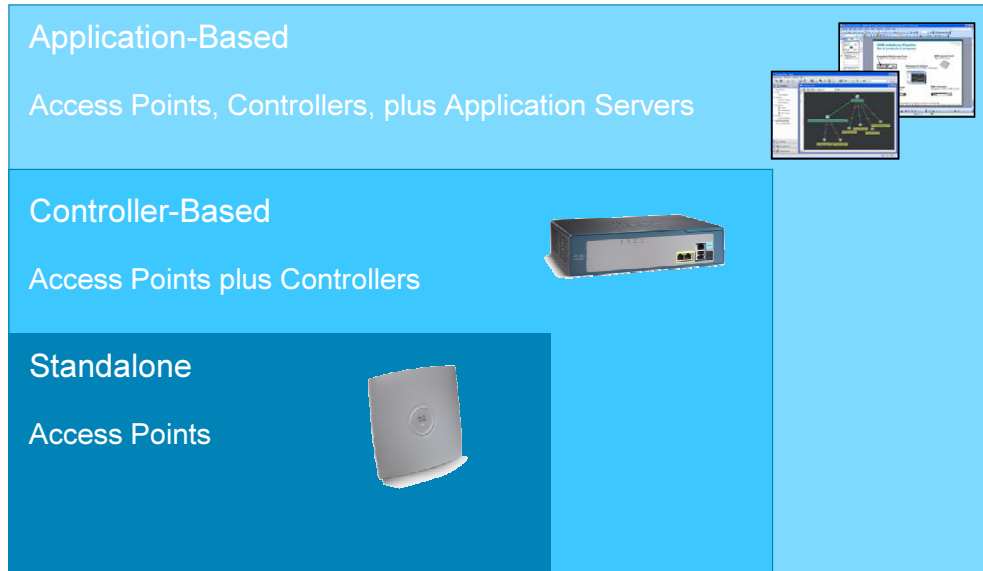 Application-Based
Access Points, Controllers, plus Application Servers
Controller-Based
Access Points plus Controllers
Standalone
Access Points